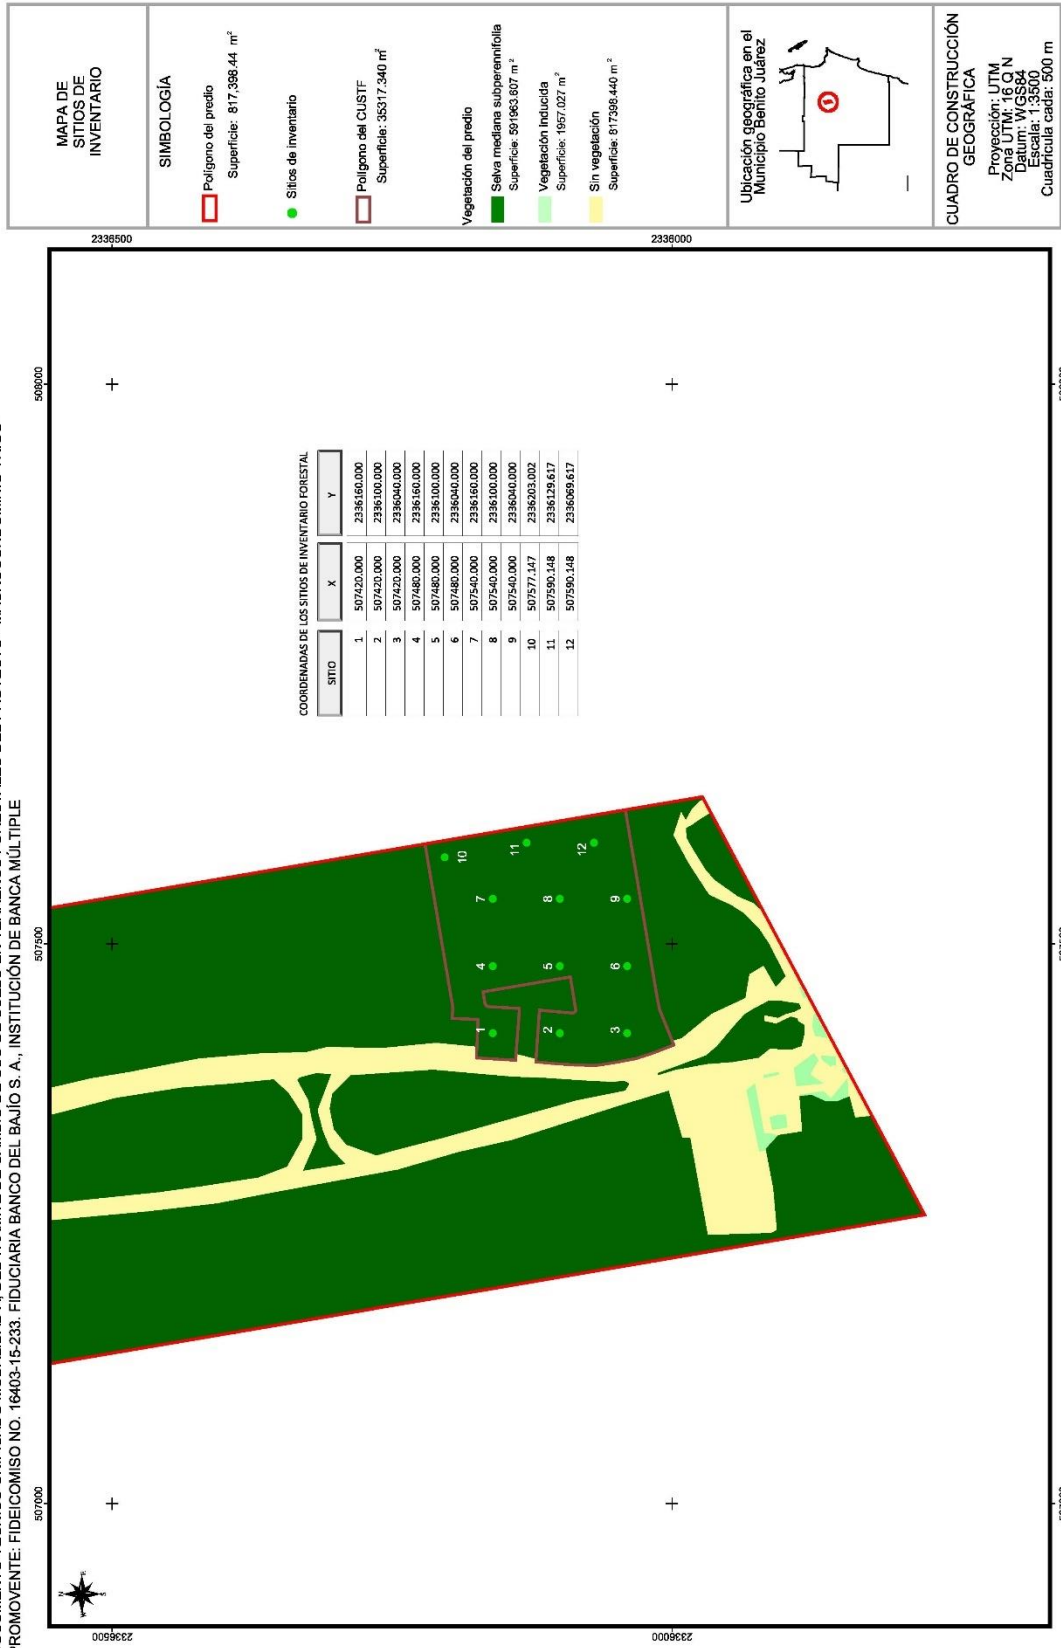 PROMOVENTE: FIDEICOMISO NO. 16403-15-233. FIDUCIARIA BANCO DEL BAJÍO S. A., INSTITUCIÓN DE BANCA MÚLTIPLE
507000
507500
508000
2336500
2336500
2336000
2336000
N
E
S
W
COORDENADAS DE LOS SITIOS DE INVENTARIO FORESTAL
SITIO X Y
1 507420.000 2336160.000
2 507420.000 2336100.000
3 507420.000 2336040.000
4 507480.000 2336160.000
5 507480.000 2336100.000
6 507480.000 2336040.000
7 507540.000 2336160.000
8 507540.000 2336100.000
9 507540.000 2336040.000
10 507577.147 2336203.002
11 507590.148 2336129.617
12 507590.148 2336069.617
1
4
7
10
2
5
8
11
3
6
9
12
MAPA DE
SITIOS DE
INVENTARIO
SIMBOLOGÍA
Polígono del predio
Superficie: 817,398.44 m²
Sitios de inventario
Polígono del CUSTF
Superficie: 35317.340 m²
Vegetación del predio
Selva mediana subperennifolia
Superficie: 591963.607 m²
Vegetación inducida
Superficie: 1957.027 m²
Sin vegetación
Superficie: 817398.440 m²
Ubicación geográfica en el
Municipio Benito Juárez
CUADRO DE CONSTRUCCIÓN
GEOGRÁFICA
Proyección: UTM
Zona UTM: 16 Q N
Datum: WGS84
Escala: 1:3500
Cuadrícula cada: 500 m